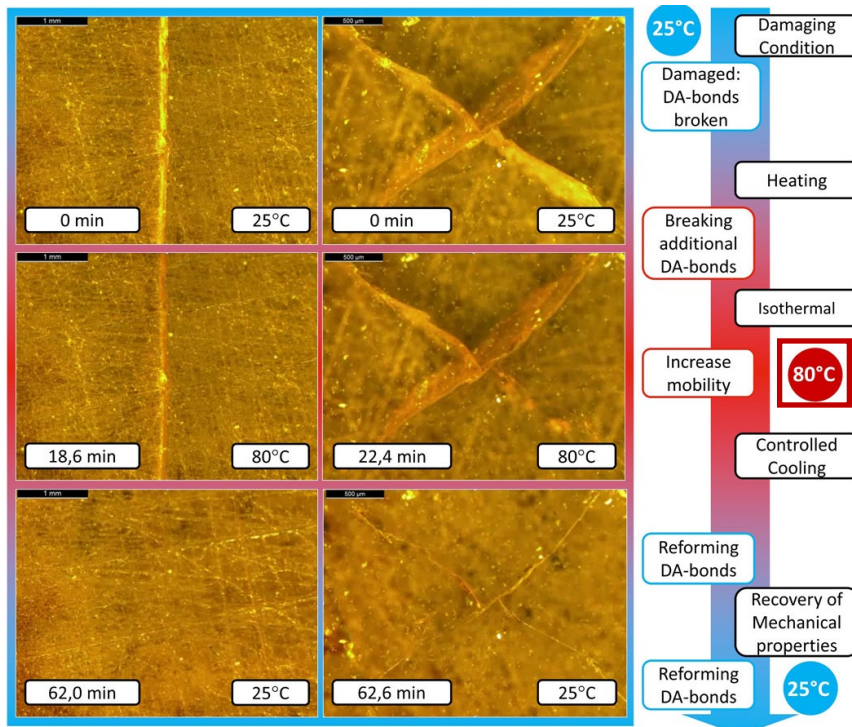 1 mm
0 min
25°C
500 µm
0 min
25°C
1 mm
18,6 min
80°C
500 µm
22,4 min
80°C
1 mm
62,0 min
25°C
500 µm
62,6 min
25°C
25°C
Damaging
Condition
Damaged:
DA-bonds
broken
Heating
Breaking
additional
DA-bonds
Isothermal
Increase
mobility
80°C
Controlled
Cooling
Reforming
DA-bonds
Recovery of
Mechanical
properties
Reforming
DA-bonds
25°C